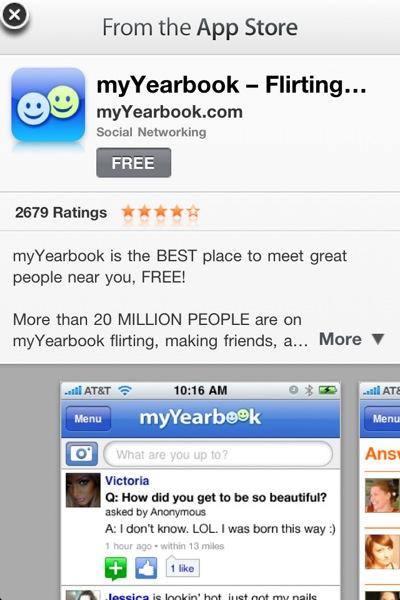 From the App Store
myYearbook – Flirting...
myYearbook.com
Social Networking
FREE
2679 Ratings
myYearbook is the BEST place to meet great
people near you, FREE!
More than 20 MILLION PEOPLE are on
myYearbook flirting, making friends, a... More ▼
AT&T 10:16 AM
Menu myYearbook
What are you up to?
Victoria
Q: How did you get to be so beautiful?
asked by Anonymous
A: I don't know. LOL. I was born this way :)
1 hour ago • within 13 miles
1 like
Jessica is lookin' hot, just got my nails
AT&
Menu
Answ